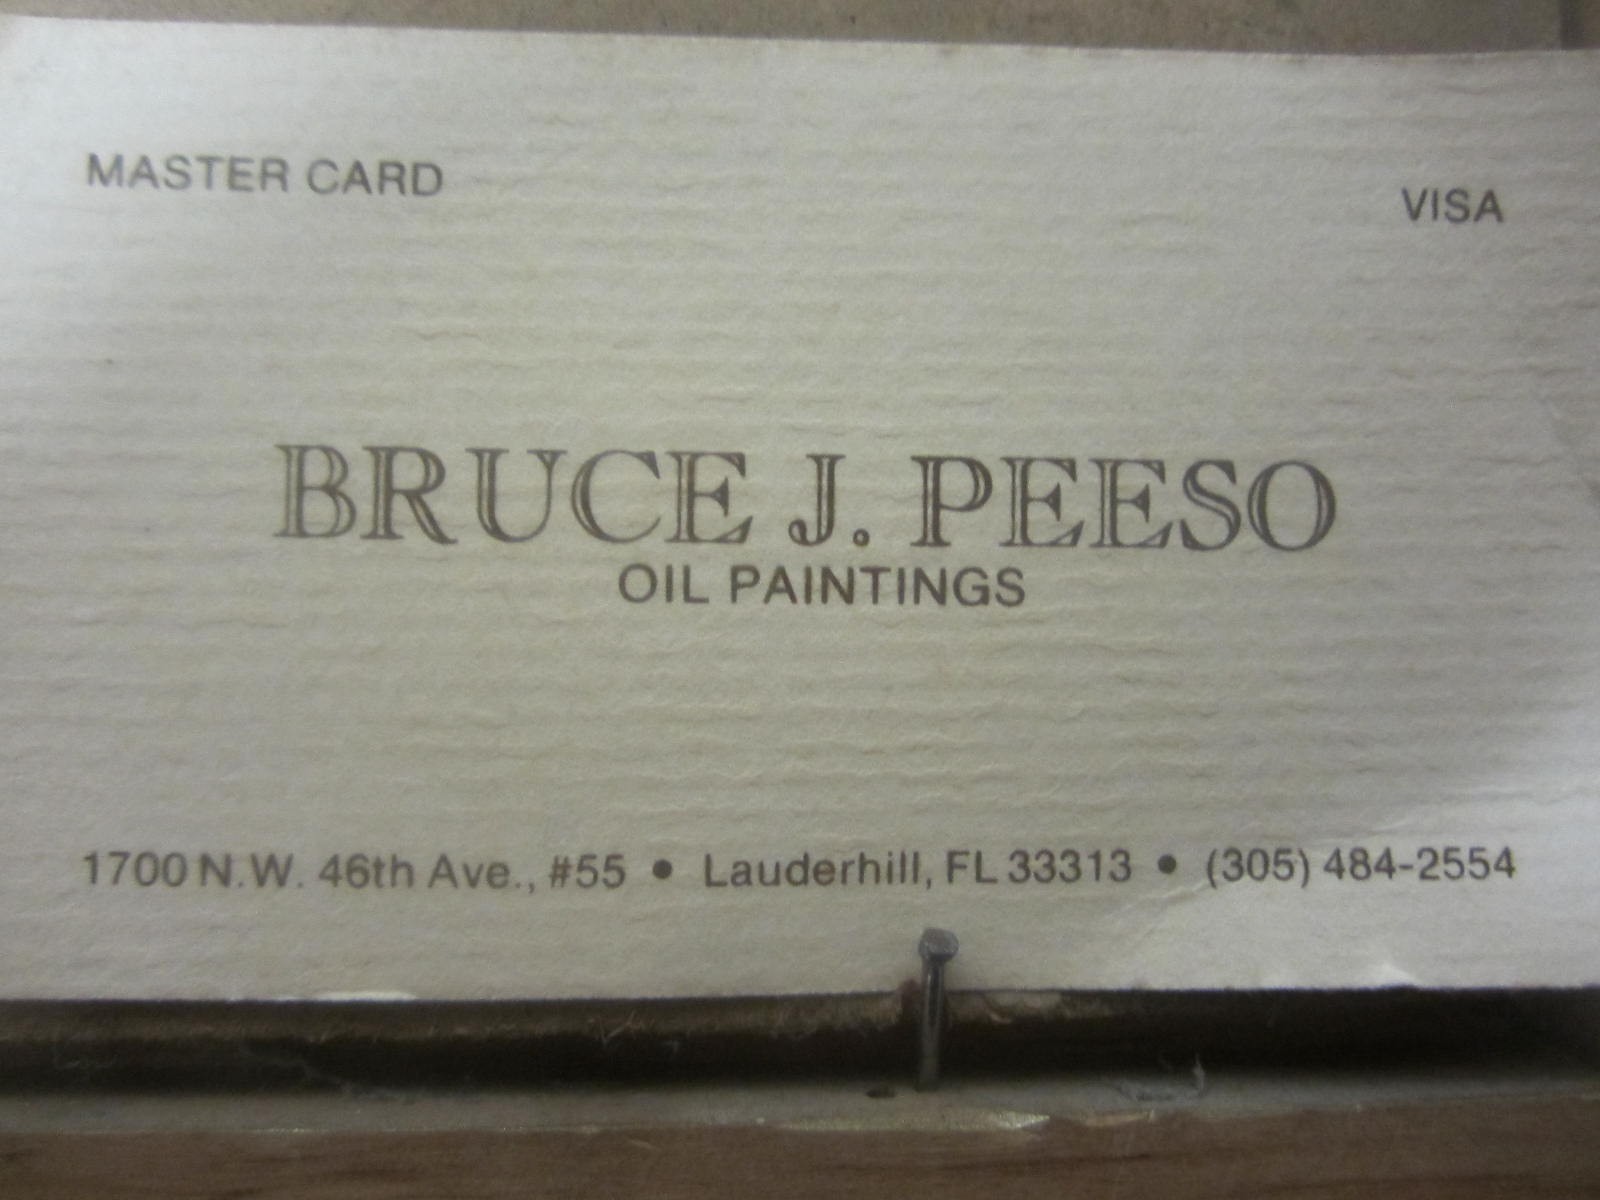 MASTER CARD
VISA
BRUCE J. PEESO
OIL PAINTINGS
1700 N.W. 46th Ave., #55 • Lauderhill, FL 33313 • (305) 484-2554